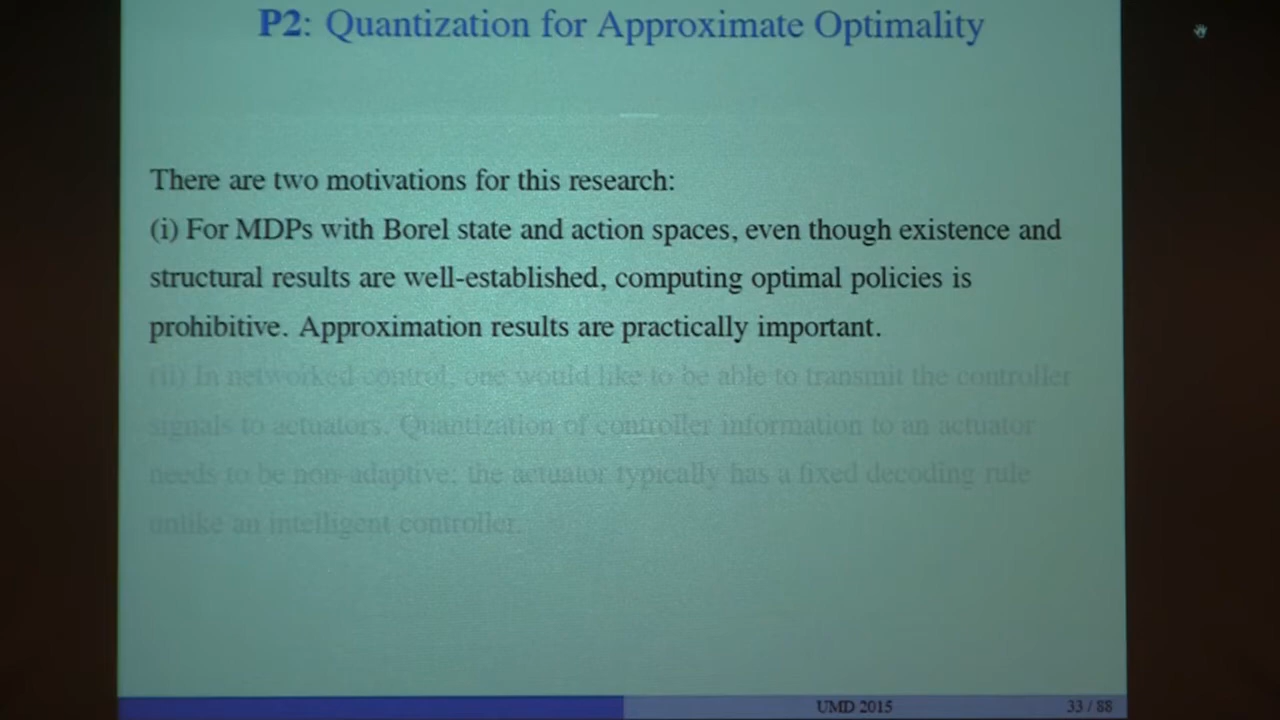 P2: Quantization for Approximate Optimality
There are two motivations for this research:
(i) For MDPs with Borel state and action spaces, even though existence and
structural results are well-established, computing optimal policies is
prohibitive. Approximation results are practically important.
(ii) In networked control, one would like to be able to transmit the controller
signals to actuators. Quantization of controller information to an actuator
needs to be non-adaptive; the actuator typically has a fixed decoding rule
unlike an intelligent controller.
UMD 2015
33 / 88